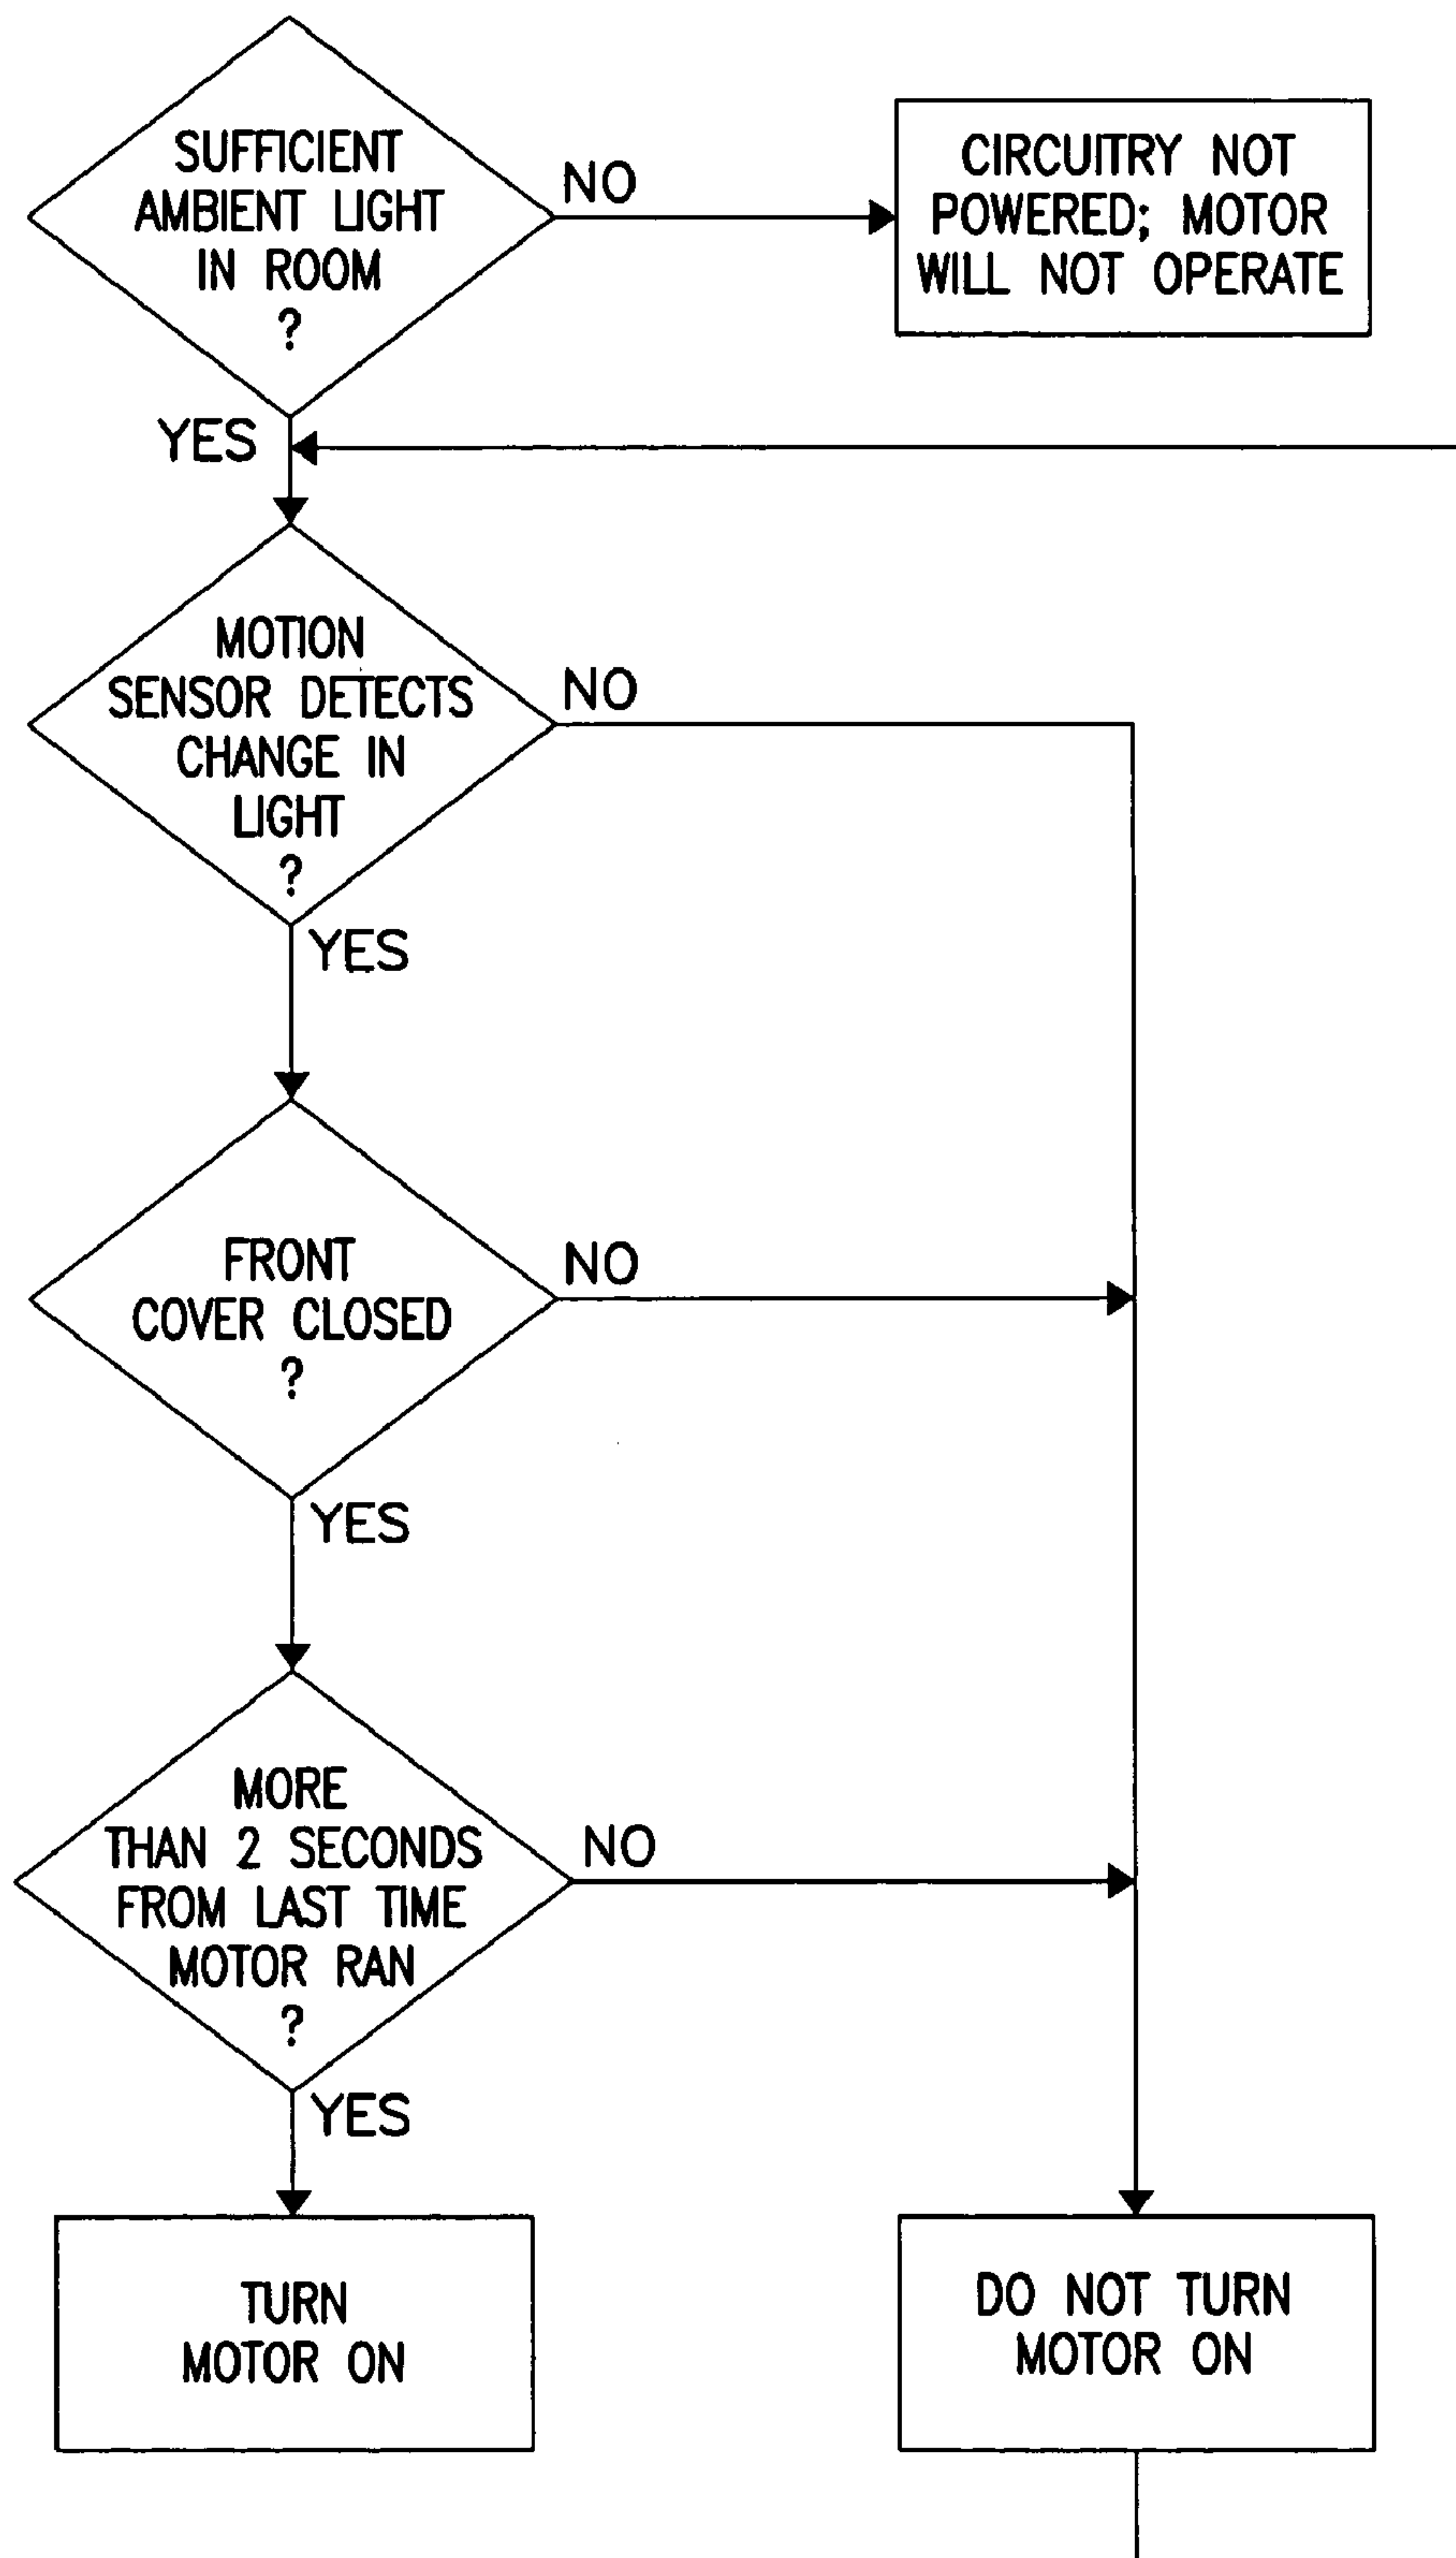 SUFFICIENT
AMBIENT LIGHT
IN ROOM
?
NO
CIRCUITRY NOT
POWERED; MOTOR
WILL NOT OPERATE
YES
MOTION
SENSOR DETECTS
CHANGE IN
LIGHT
?
NO
YES
FRONT
COVER CLOSED
?
NO
YES
MORE
THAN 2 SECONDS
FROM LAST TIME
MOTOR RAN
?
NO
YES
TURN
MOTOR ON
DO NOT TURN
MOTOR ON